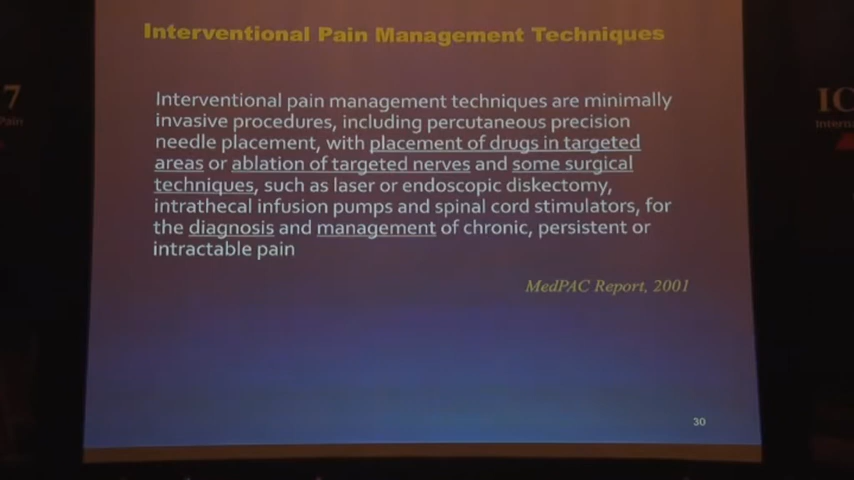 Interventional Pain Management Techniques
7
Pain
IC
Interna
Interventional pain management techniques are minimally
invasive procedures, including percutaneous precision
needle placement, with placement of drugs in targeted
areas or ablation of targeted nerves and some surgical
techniques, such as laser or endoscopic diskectomy,
intrathecal infusion pumps and spinal cord stimulators, for
the diagnosis and management of chronic, persistent or
intractable pain
MedPAC Report, 2001
30